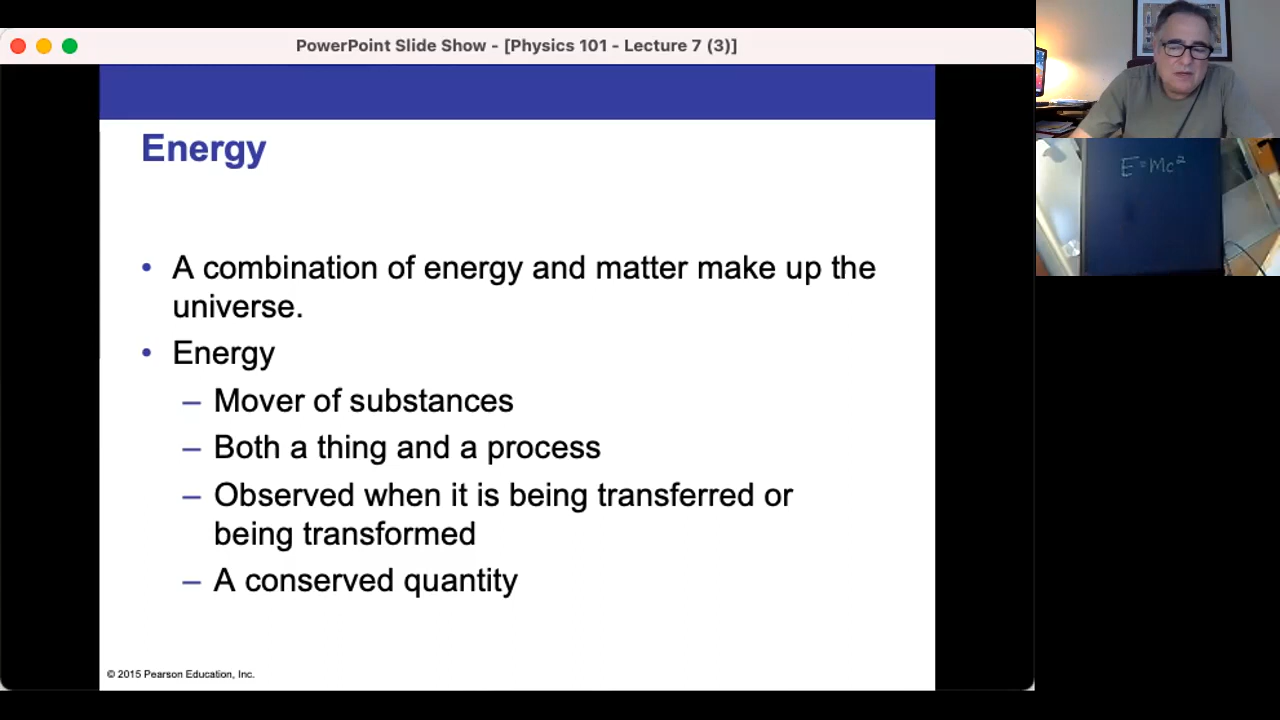 PowerPoint Slide Show - [Physics 101 - Lecture 7 (3)]
Energy
• A combination of energy and matter make up the
universe.
• Energy
– Mover of substances
– Both a thing and a process
– Observed when it is being transferred or
being transformed
– A conserved quantity
© 2015 Pearson Education, Inc.
E=Mc²